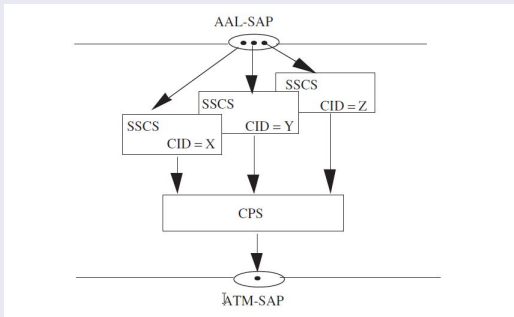 AAL-SAP
SSCS
CID = Z
SSCS
CID = Y
SSCS
CID = X
CPS
ATM-SAP